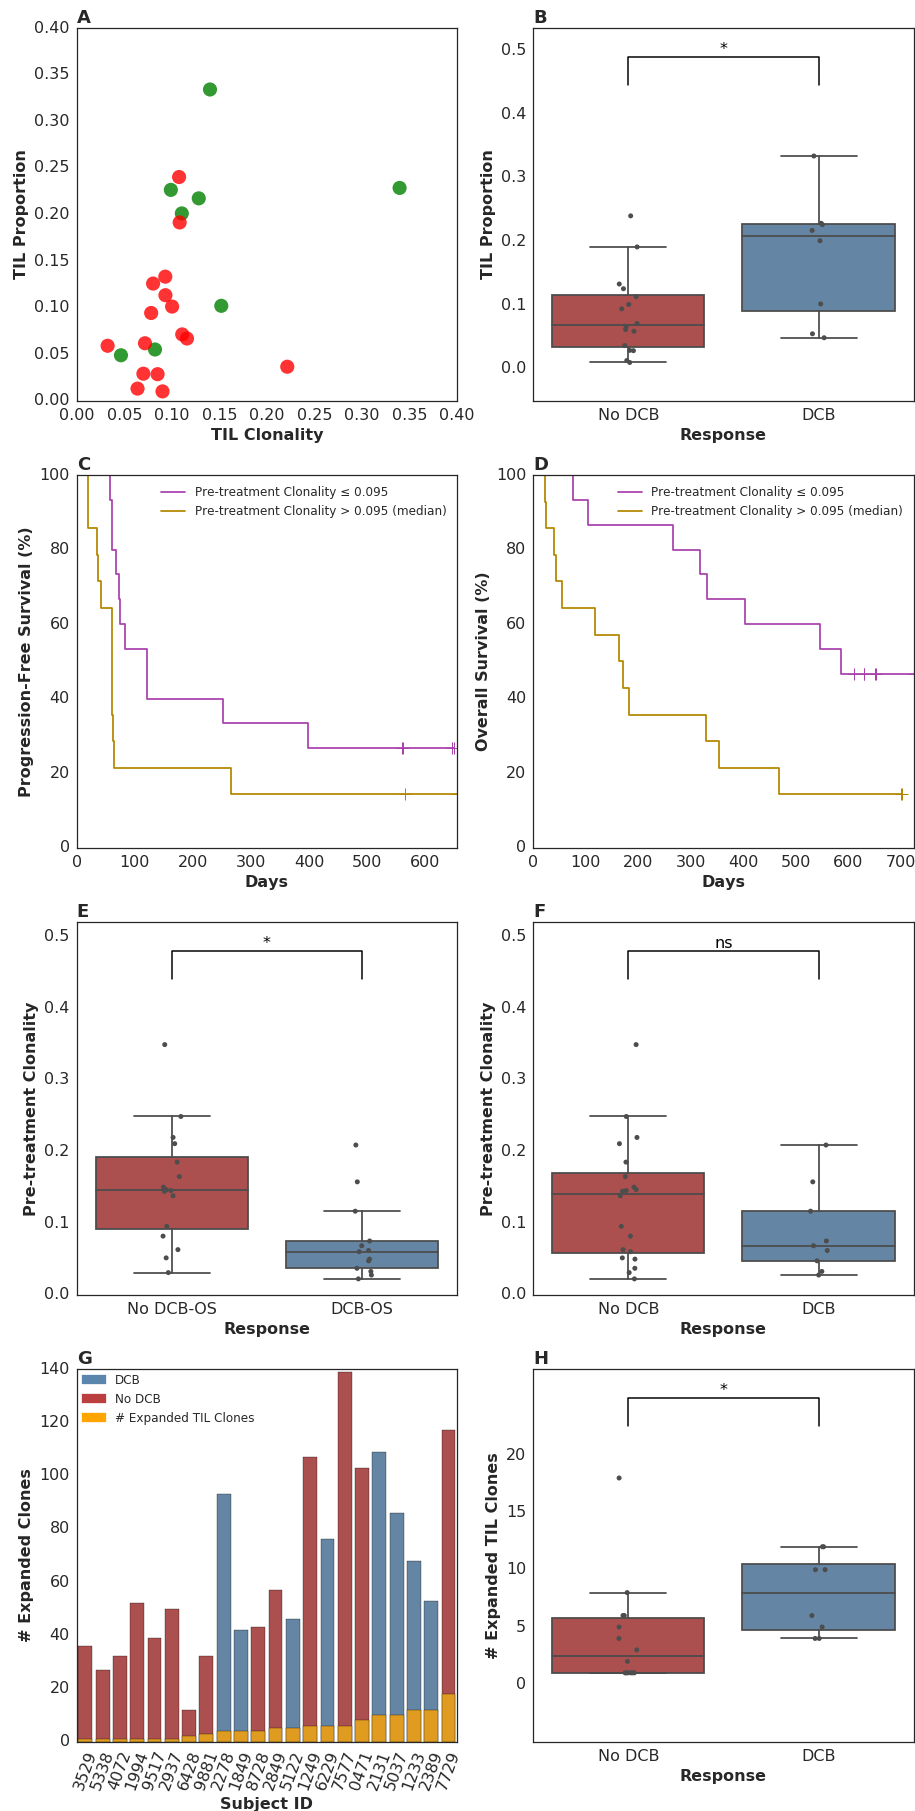 A
0.40
0.35
0.30
0.25
0.20
0.15
0.10
0.05
0.00
TIL Proportion
0.00 0.05 0.10 0.15 0.20 0.25 0.30 0.35 0.40
TIL Clonality
B
*
0.5
0.4
0.3
0.2
0.1
0.0
TIL Proportion
No DCB DCB
Response
C
Pre-treatment Clonality ≤ 0.095
Pre-treatment Clonality > 0.095 (median)
100
80
60
40
20
0
Progression-Free Survival (%)
0 100 200 300 400 500 600
Days
D
Pre-treatment Clonality ≤ 0.095
Pre-treatment Clonality > 0.095 (median)
100
80
60
40
20
0
Overall Survival (%)
0 100 200 300 400 500 600 700
Days
E
*
0.5
0.4
0.3
0.2
0.1
0.0
Pre-treatment Clonality
No DCB-OS DCB-OS
Response
F
ns
0.5
0.4
0.3
0.2
0.1
0.0
Pre-treatment Clonality
No DCB DCB
Response
G
DCB
No DCB
# Expanded TIL Clones
140
120
100
80
60
40
20
0
# Expanded Clones
3529 5338 4072 1994 9517 2937 6428 9881 2278 1849 8728 2849 5122 1249 6229 7577 0471 2131 5037 1233 2389 7729
Subject ID
H
*
20
15
10
5
0
# Expanded TIL Clones
No DCB DCB
Response